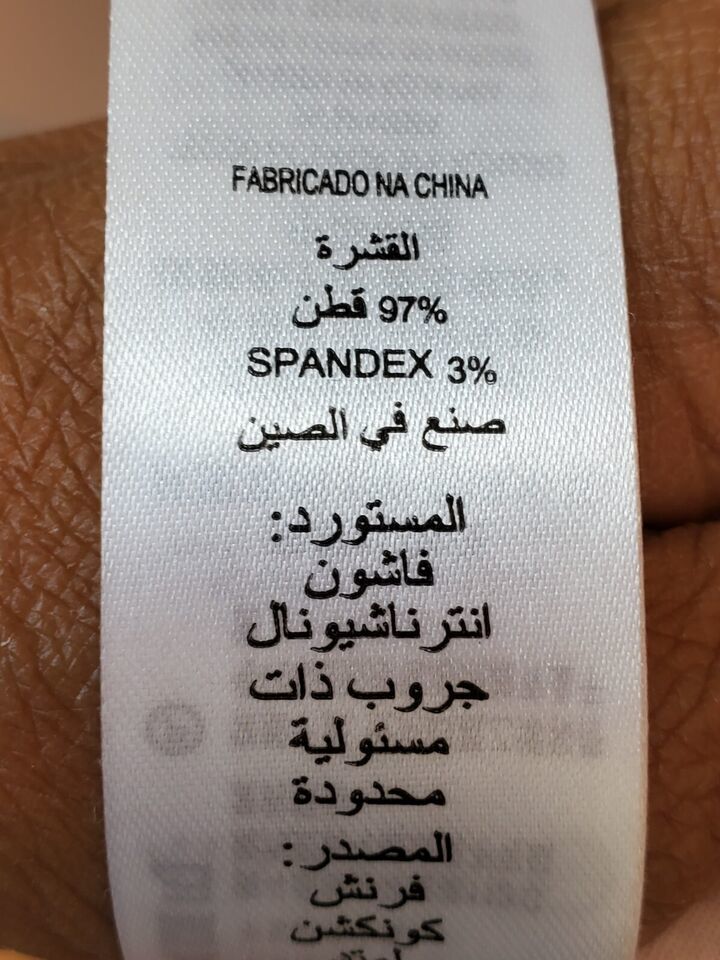 FABRICADO NA CHINA
القشرة
97% قطن
SPANDEX 3%
صنع في الصين
المستورد:
فاشون
انترناشيونال
جروب ذات
مسئولية
محدودة
المصدر:
فرنش
كونكشن